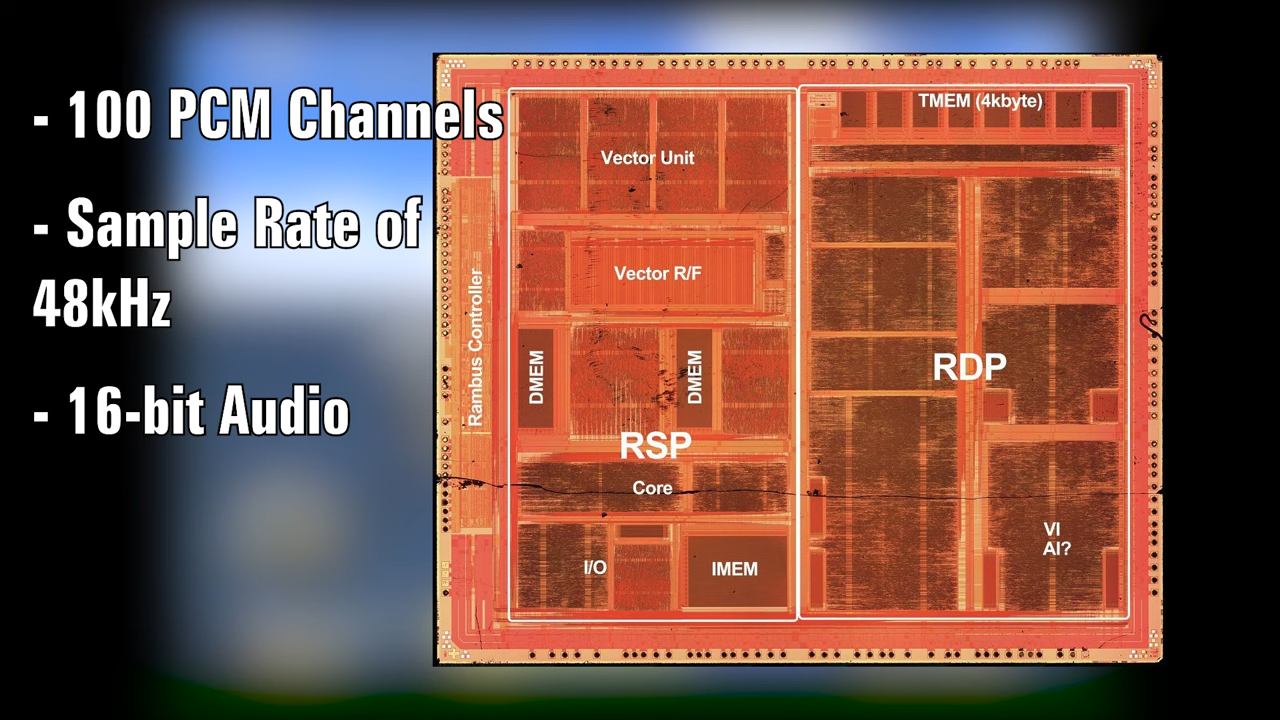 - 100 PCM Channels
- Sample Rate of
48kHz
- 16-bit Audio
Rambus Controller
Vector Unit
Vector R/F
DMEM
DMEM
RSP
Core
I/O
IMEM
TMEM (4kbyte)
RDP
VI
AI?